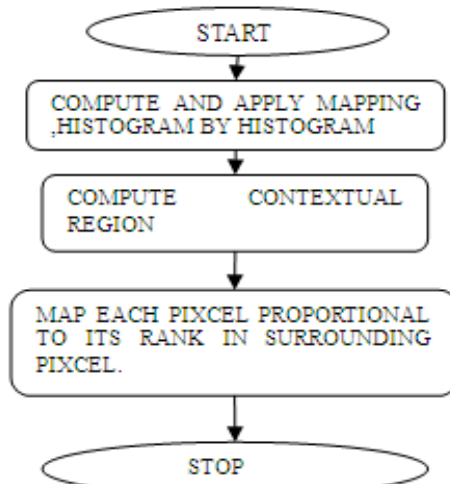 START
COMPUTE AND APPLY MAPPING
,HISTOGRAM BY HISTOGRAM
COMPUTE CONTEXTUAL
REGION
MAP EACH PIXCEL PROPORTIONAL
TO ITS RANK IN SURROUNDING
PIXCEL.
STOP